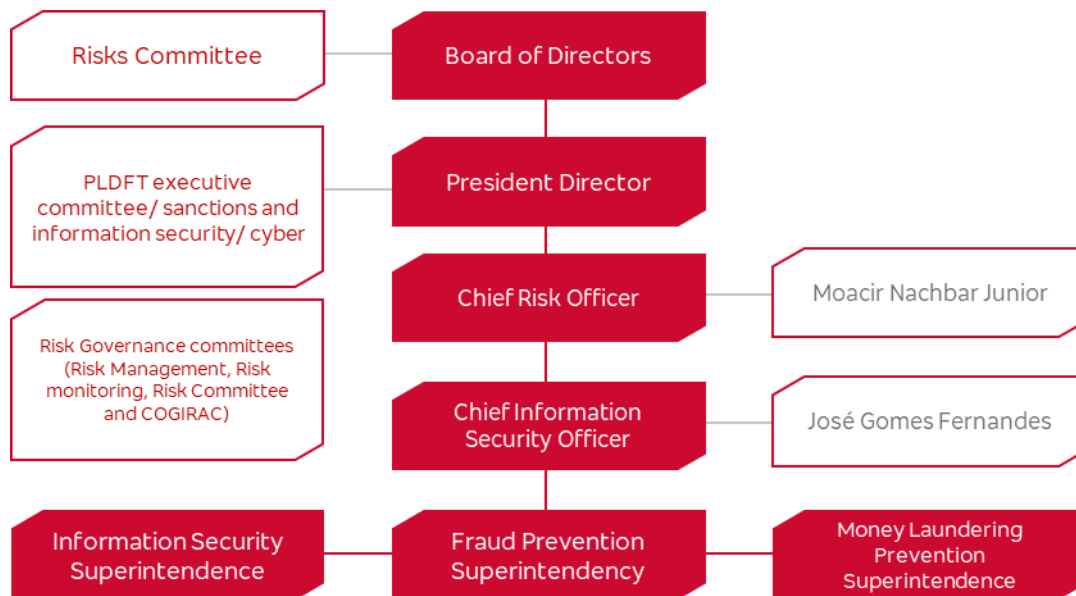 Risks Committee
Board of Directors
PLDFT executive
committee/ sanctions and
information security/ cyber
President Director
Chief Risk Officer
Moacir Nachbar Junior
Risk Governance committees
(Risk Management, Risk
monitoring, Risk Committee
and COGIRAC)
Chief Information
Security Officer
José Gomes Fernandes
Information Security
Superintendence
Fraud Prevention
Superintendency
Money Laundering
Prevention
Superintendence